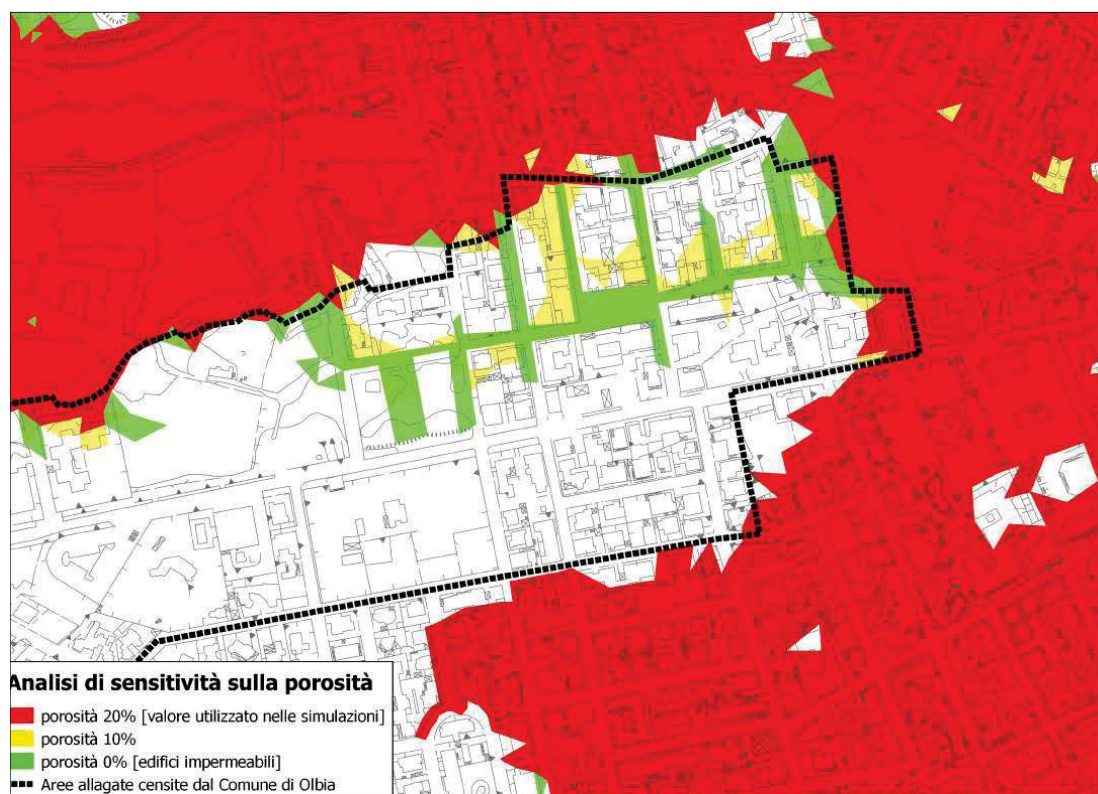 Analisi di sensitività sulla porosità
porosità 20% [valore utilizzato nelle simulazioni]
porosità 10%
porosità 0% [edifici impermeabili]
Aree allagate censite dal Comune di Olbia